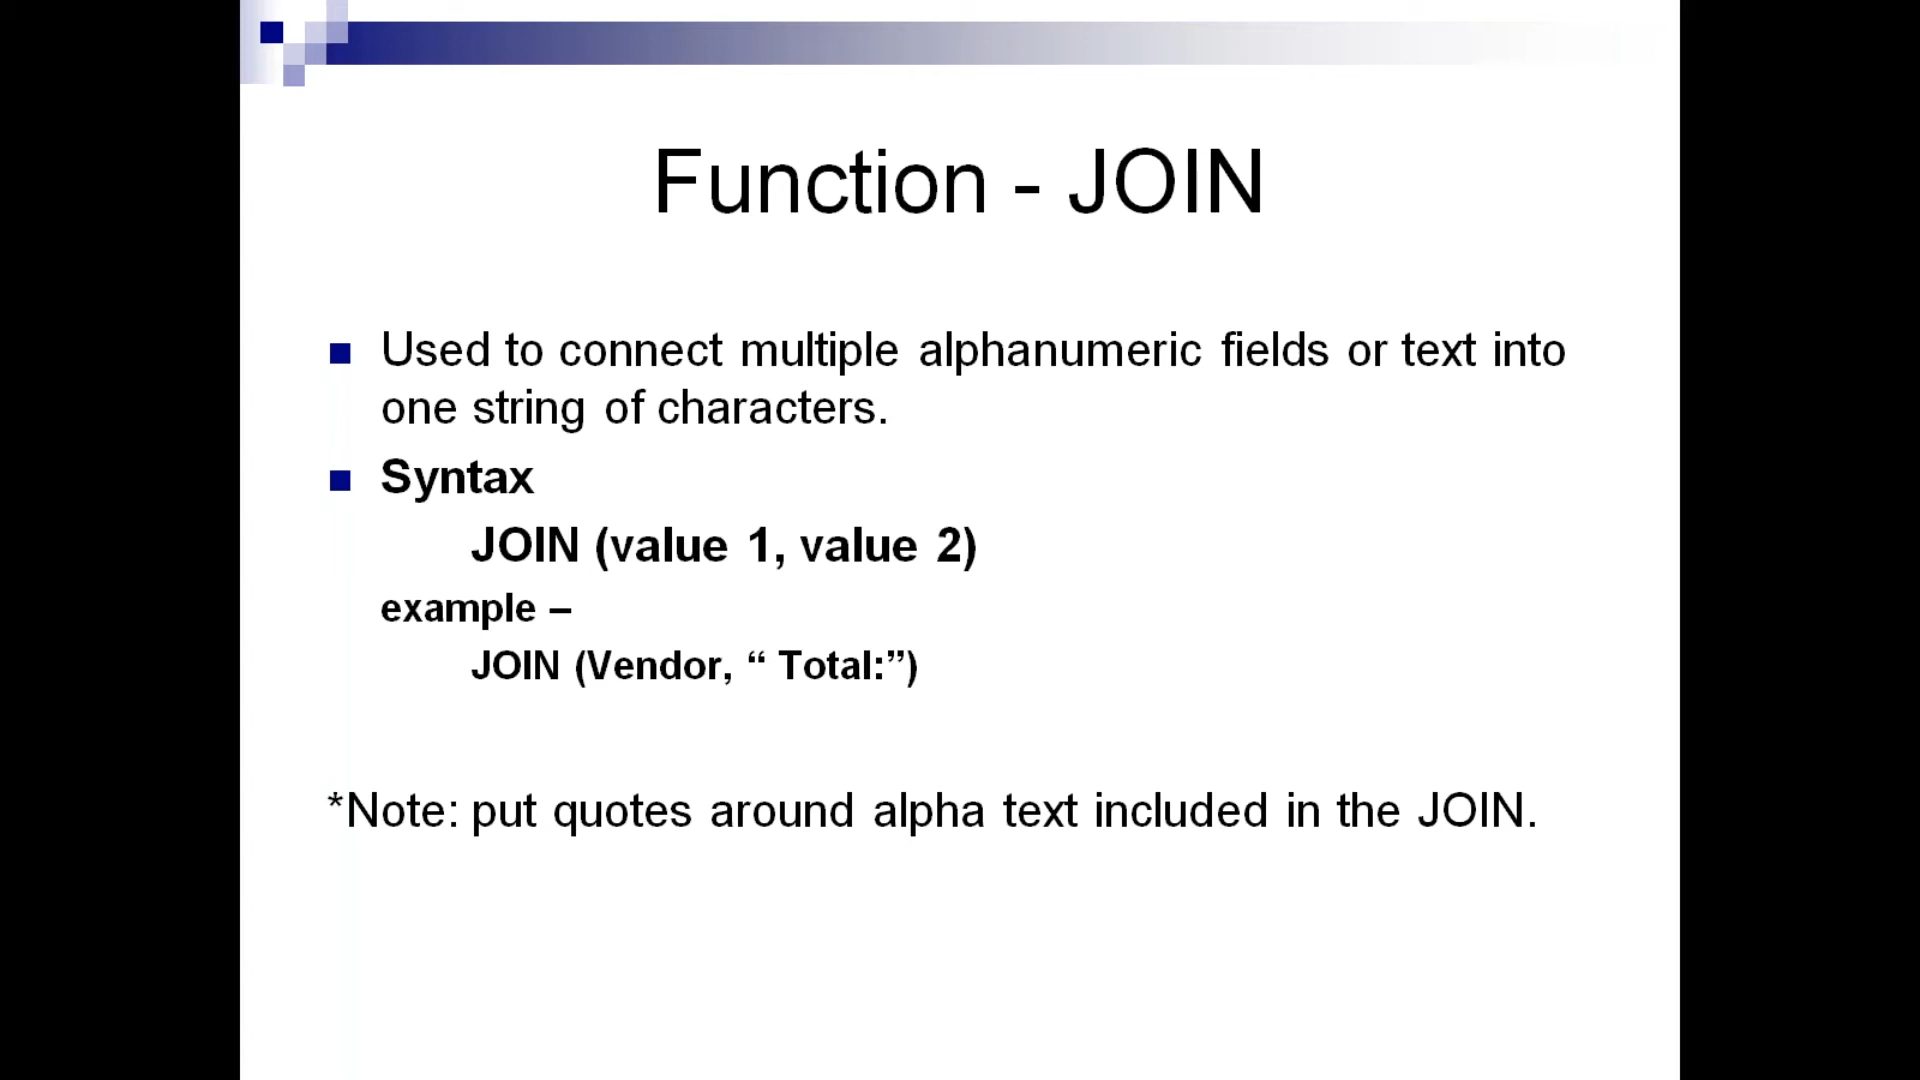 Function - JOIN
Used to connect multiple alphanumeric fields or text into
one string of characters.
Syntax
JOIN (value 1, value 2)
example –
JOIN (Vendor, “ Total:”)
*Note: put quotes around alpha text included in the JOIN.